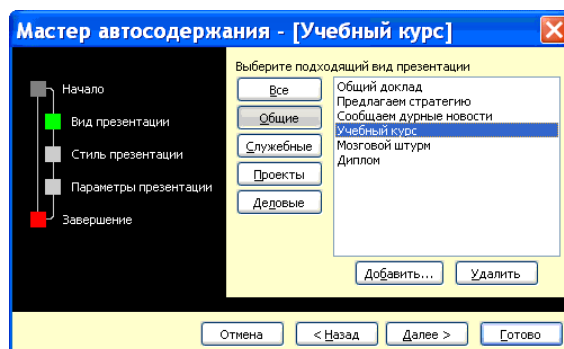 Мастер автосодержания - [Учебный курс]
Выберите подходящий вид презентации
Начало
Вид презентации
Стиль презентации
Параметры презентации
Завершение
Все
Общие
Служебные
Проекты
Деловые
Общий доклад
Предлагаем стратегию
Сообщаем дурные новости
Учебный курс
Мозговой штурм
Диплом
Добавить...
Удалить
Отмена
< Назад
Далее >
Готово